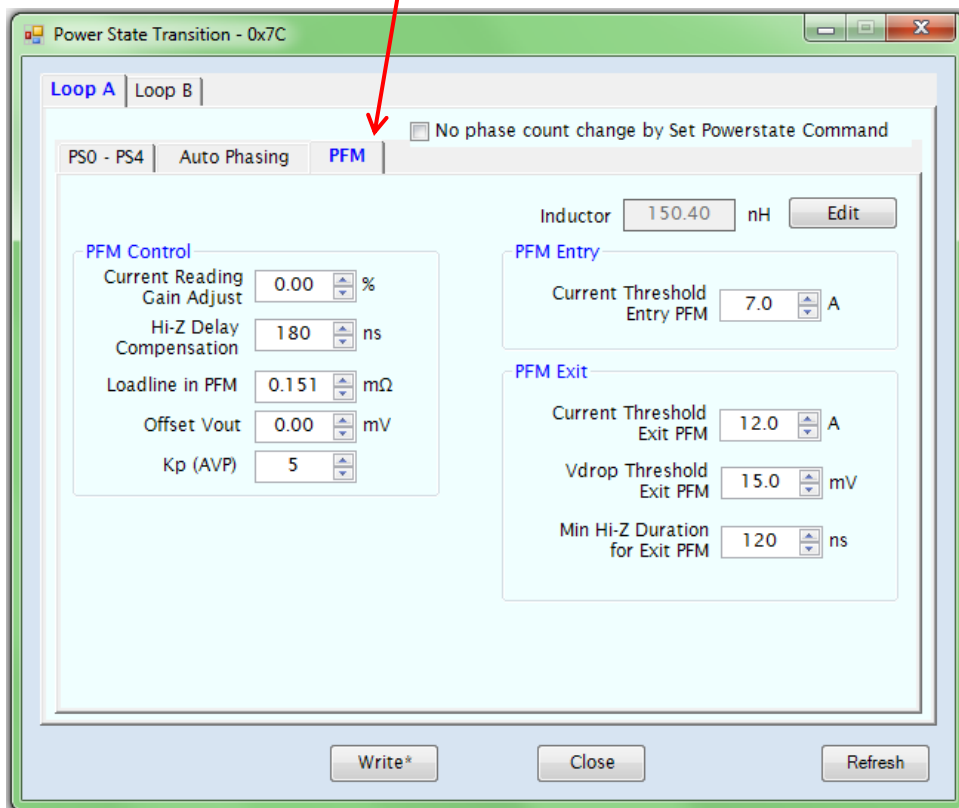 Power State Transition - 0x7C
Loop A
Loop B
No phase count change by Set Powerstate Command
PS0 - PS4
Auto Phasing
PFM
Inductor 150.40 nH Edit
PFM Control
Current Reading
Gain Adjust
0.00 %
Hi-Z Delay
Compensation
180 ns
Loadline in PFM 0.151 mΩ
Offset Vout 0.00 mV
Kp (AVP) 5
PFM Entry
Current Threshold
Entry PFM
7.0 A
PFM Exit
Current Threshold
Exit PFM
12.0 A
Vdrop Threshold
Exit PFM
15.0 mV
Min Hi-Z Duration
for Exit PFM
120 ns
Write*
Close
Refresh